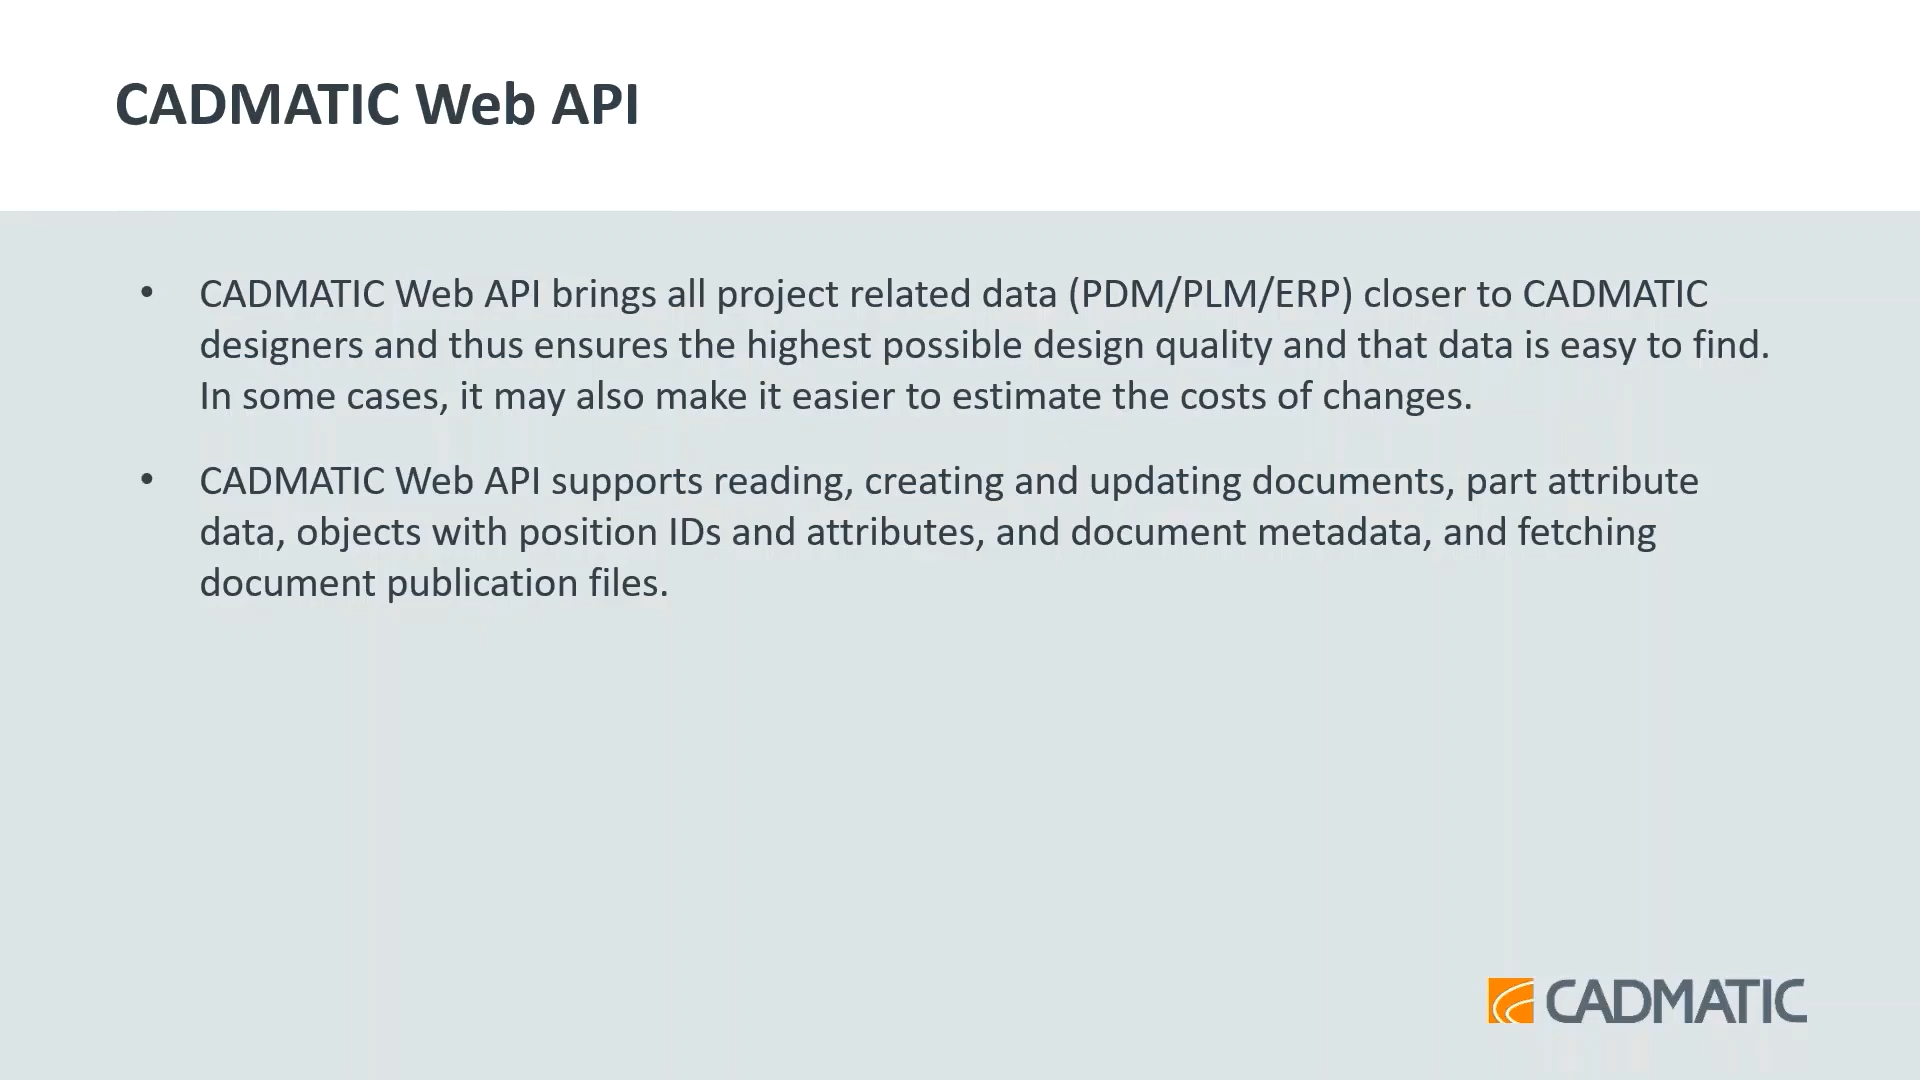 CADMATIC Web API
• CADMATIC Web API brings all project related data (PDM/PLM/ERP) closer to CADMATIC
designers and thus ensures the highest possible design quality and that data is easy to find.
In some cases, it may also make it easier to estimate the costs of changes.
• CADMATIC Web API supports reading, creating and updating documents, part attribute
data, objects with position IDs and attributes, and document metadata, and fetching
document publication files.
CADMATIC